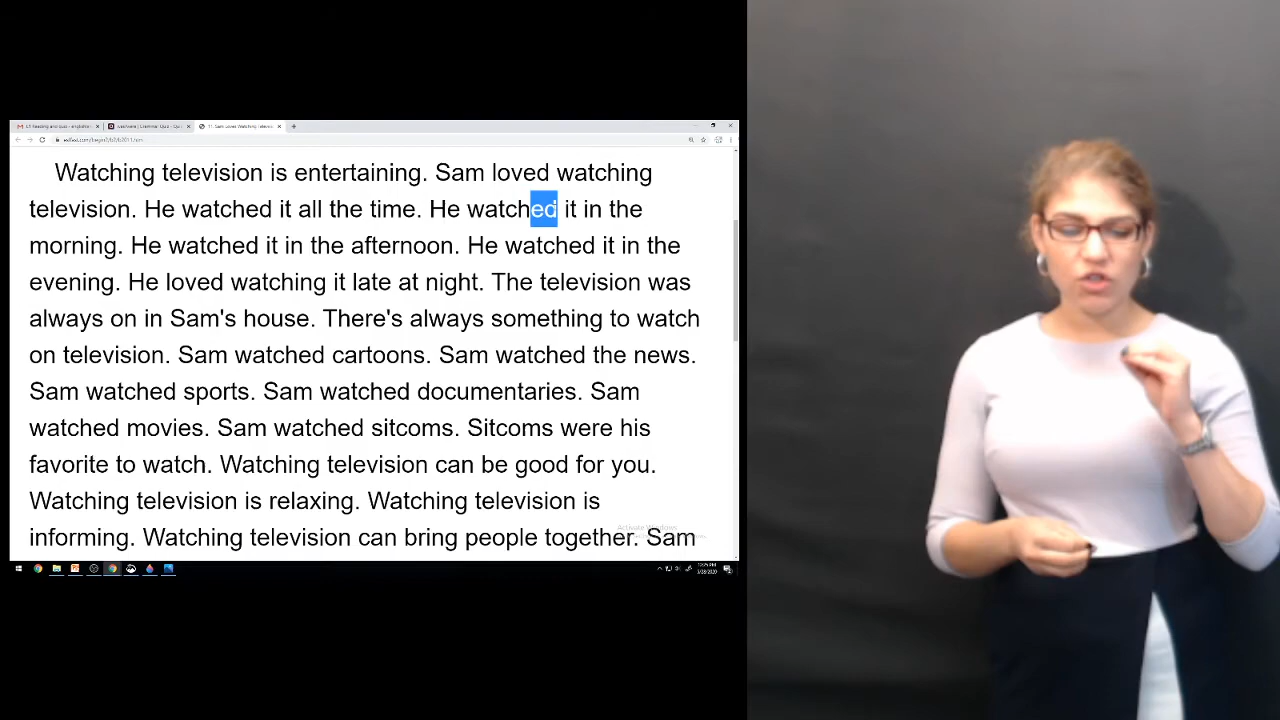 Watching television is entertaining. Sam loved watching
television. He watched it all the time. He watched it in the
morning. He watched it in the afternoon. He watched it in the
evening. He loved watching it late at night. The television was
always on in Sam's house. There's always something to watch
on television. Sam watched cartoons. Sam watched the news.
Sam watched sports. Sam watched documentaries. Sam
watched movies. Sam watched sitcoms. Sitcoms were his
favorite to watch. Watching television can be good for you.
Watching television is relaxing. Watching television is
Activate Windows
informing. Watching television can bring people together. Sam